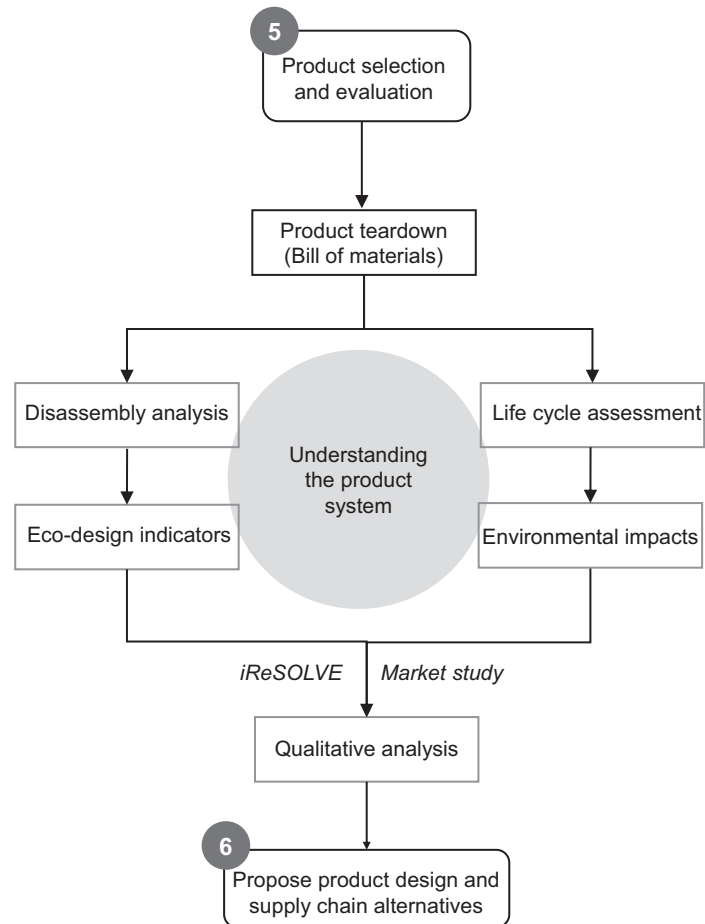 5
Product selection
and evaluation
Product teardown
(Bill of materials)
Disassembly analysis
Life cycle assessment
Understanding
the product
system
Eco-design indicators
Environmental impacts
iReSOLVE
Market study
Qualitative analysis
6
Propose product design and
supply chain alternatives